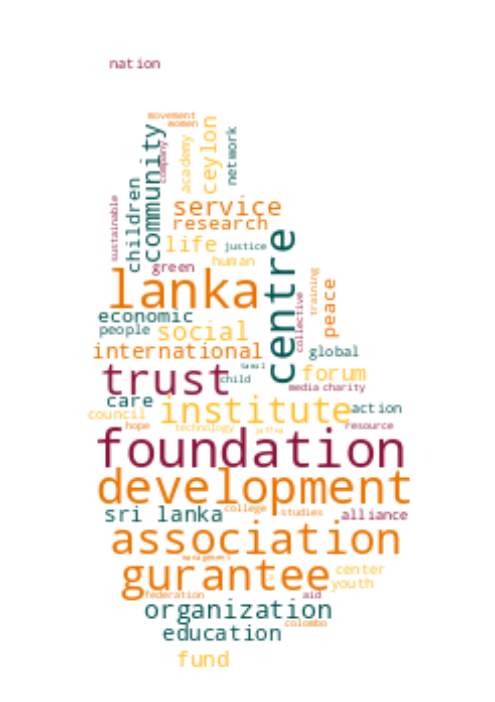 nation
movement
women
community
company
academy
ceylon
network
children
sustainable
service
research
life
justice
human
green
centre
lanka
training
peace
collective
economic
people
social
international
global
tamil
child
forum
trust
media
charity
care
institute
action
council
hope
technology
jaffna
resource
foundation
development
college
studies
sri lanka
alliance
association
management
gurantee
center
youth
federation
aid
organization
colombo
education
fund